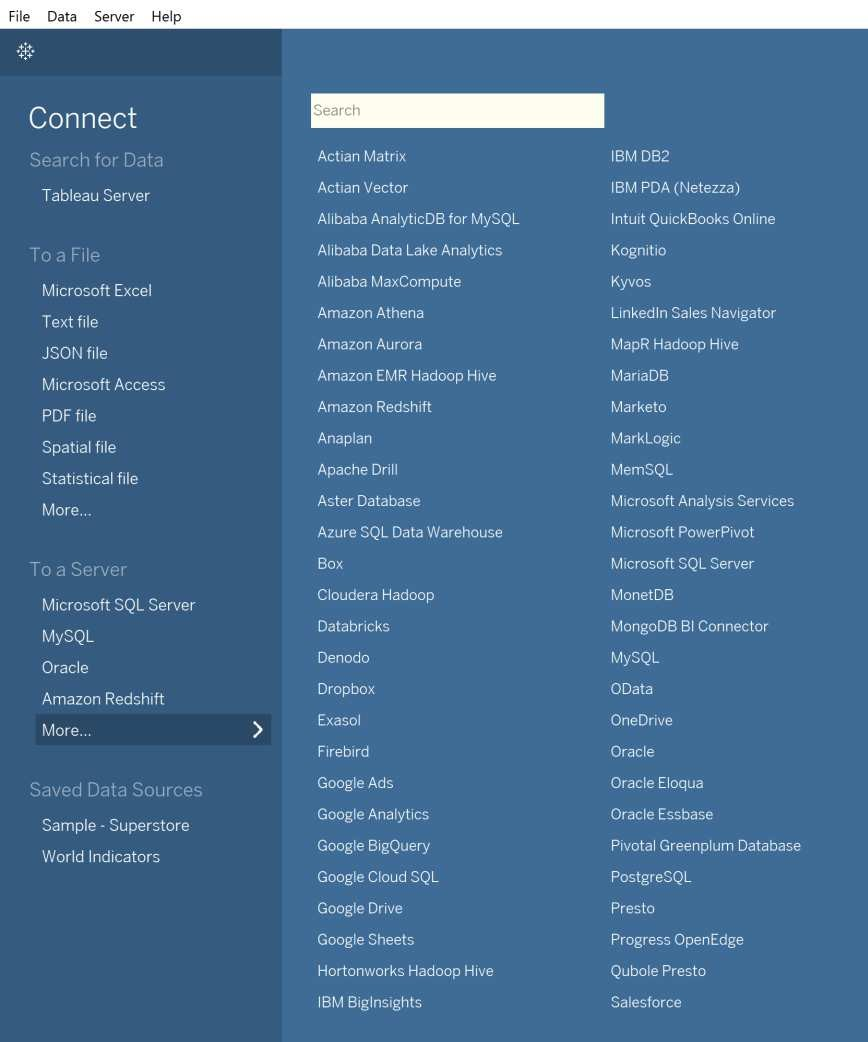 File Data Server Help
Connect
Search for Data
Tableau Server
To a File
Microsoft Excel
Text file
JSON file
Microsoft Access
PDF file
Spatial file
Statistical file
More...
To a Server
Microsoft SQL Server
MySQL
Oracle
Amazon Redshift
More...
Saved Data Sources
Sample - Superstore
World Indicators
Search
Actian Matrix
Actian Vector
Alibaba AnalyticDB for MySQL
Alibaba Data Lake Analytics
Alibaba MaxCompute
Amazon Athena
Amazon Aurora
Amazon EMR Hadoop Hive
Amazon Redshift
Anaplan
Apache Drill
Aster Database
Azure SQL Data Warehouse
Box
Cloudera Hadoop
Databricks
Denodo
Dropbox
Exasol
Firebird
Google Ads
Google Analytics
Google BigQuery
Google Cloud SQL
Google Drive
Google Sheets
Hortonworks Hadoop Hive
IBM BigInsights
IBM DB2
IBM PDA (Netezza)
Intuit QuickBooks Online
Kognitio
Kyvos
LinkedIn Sales Navigator
MapR Hadoop Hive
MariaDB
Marketo
MarkLogic
MemSQL
Microsoft Analysis Services
Microsoft PowerPivot
Microsoft SQL Server
MonetDB
MongoDB BI Connector
MySQL
OData
OneDrive
Oracle
Oracle Eloqua
Oracle Essbase
Pivotal Greenplum Database
PostgreSQL
Presto
Progress OpenEdge
Qubole Presto
Salesforce